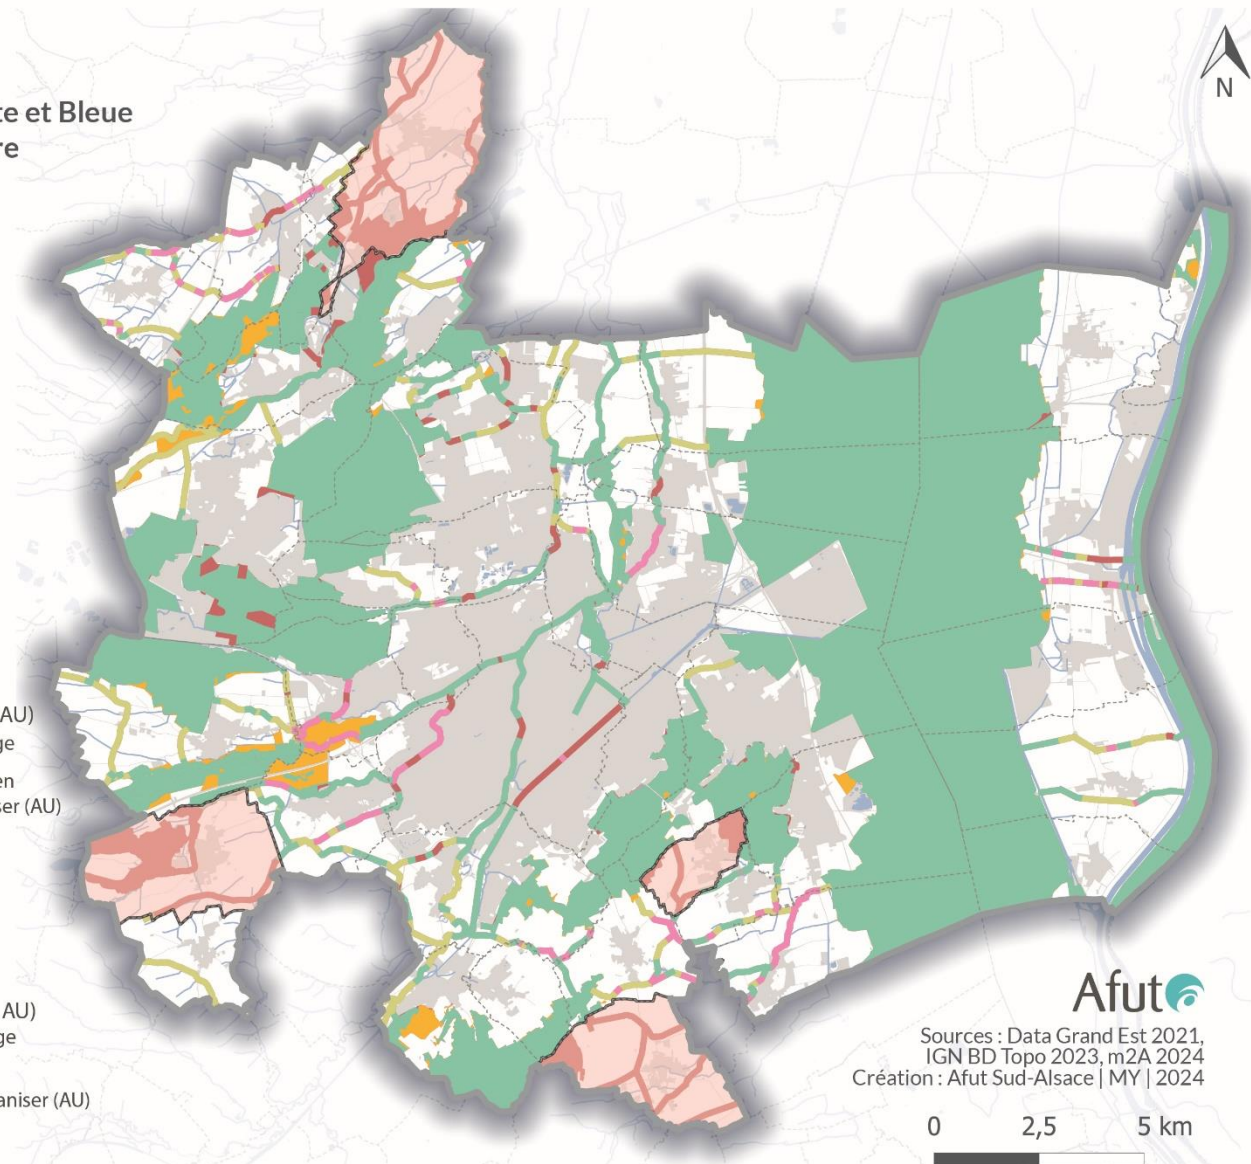 te et Bleue
re
N
AU)
ge
en
ser (AU)
AU)
ge
aniser (AU)
Afut
Sources : Data Grand Est 2021,
IGN BD Topo 2023, m2A 2024
Création : Afut Sud-Alsace | MY | 2024
0 2,5 5 km